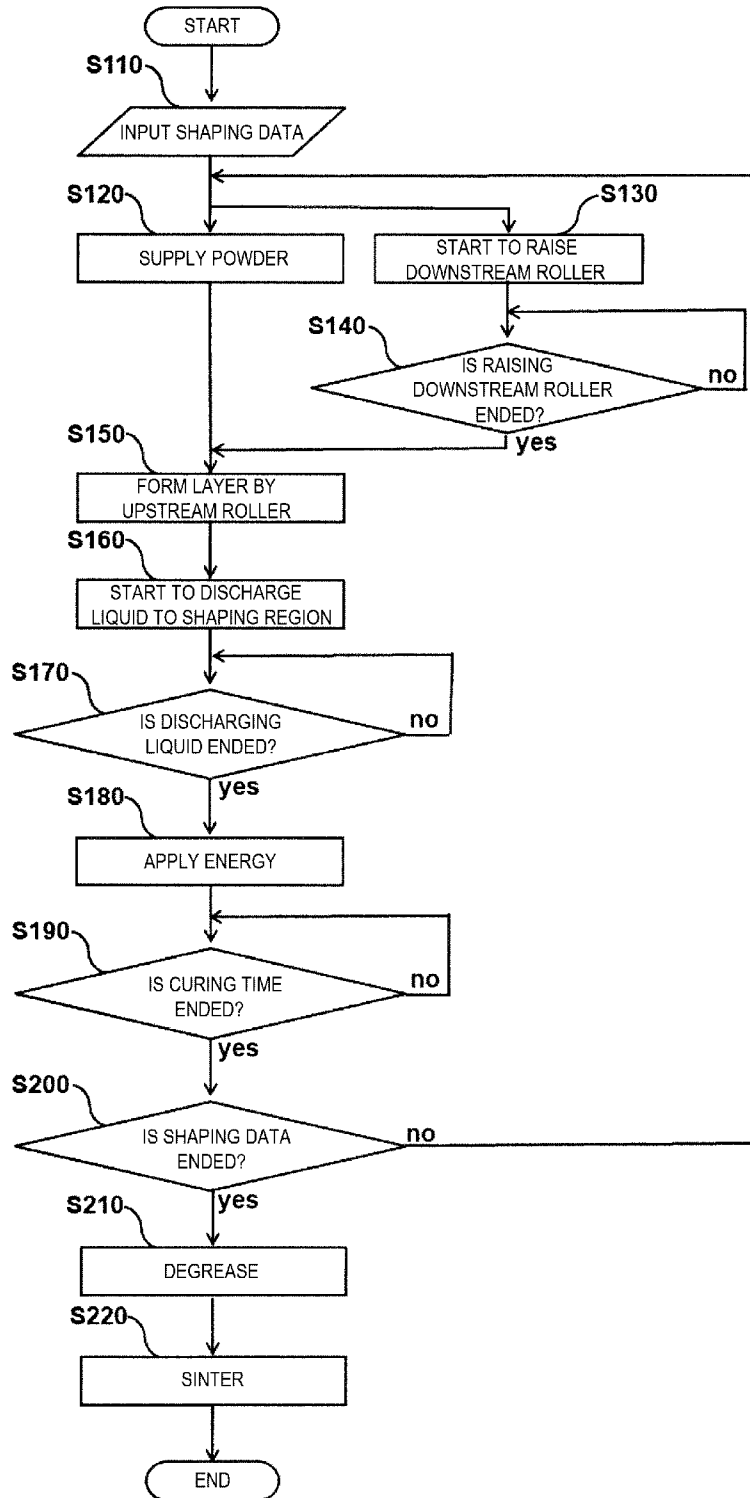 START
S110
INPUT SHAPING DATA
S120
SUPPLY POWDER
S130
START TO RAISE
DOWNSTREAM ROLLER
S140
IS RAISING
DOWNSTREAM ROLLER
ENDED?
no
yes
S150
FORM LAYER BY
UPSTREAM ROLLER
S160
START TO DISCHARGE
LIQUID TO SHAPING REGION
S170
IS DISCHARGING
LIQUID ENDED?
no
yes
S180
APPLY ENERGY
S190
IS CURING TIME
ENDED?
no
yes
S200
IS SHAPING DATA
ENDED?
no
yes
S210
DEGREASE
S220
SINTER
END